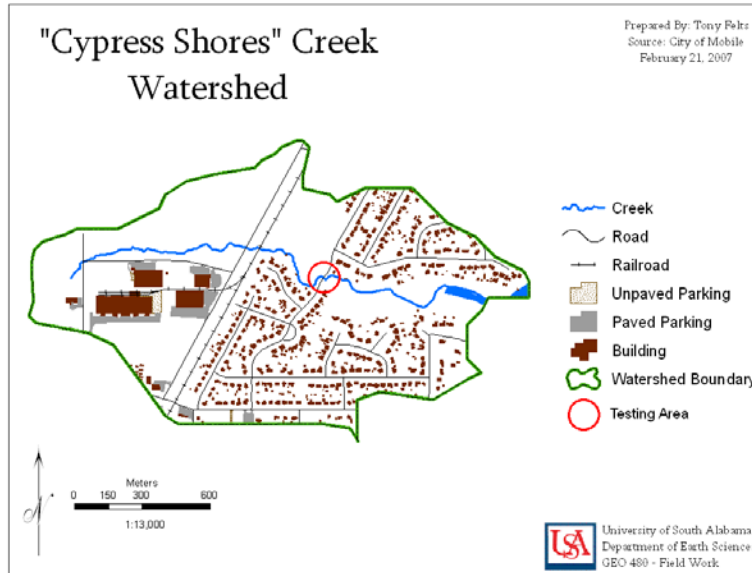 "Cypress Shores" Creek
Watershed
Prepared By: Tony Felts
Source: City of Mobile
February 21, 2007
Creek
Road
Railroad
Unpaved Parking
Paved Parking
Building
Watershed Boundary
Testing Area
N
Meters
0 150 300 600
1:13,000
USA
University of South Alabama
Department of Earth Science
GEO 480 - Field Work